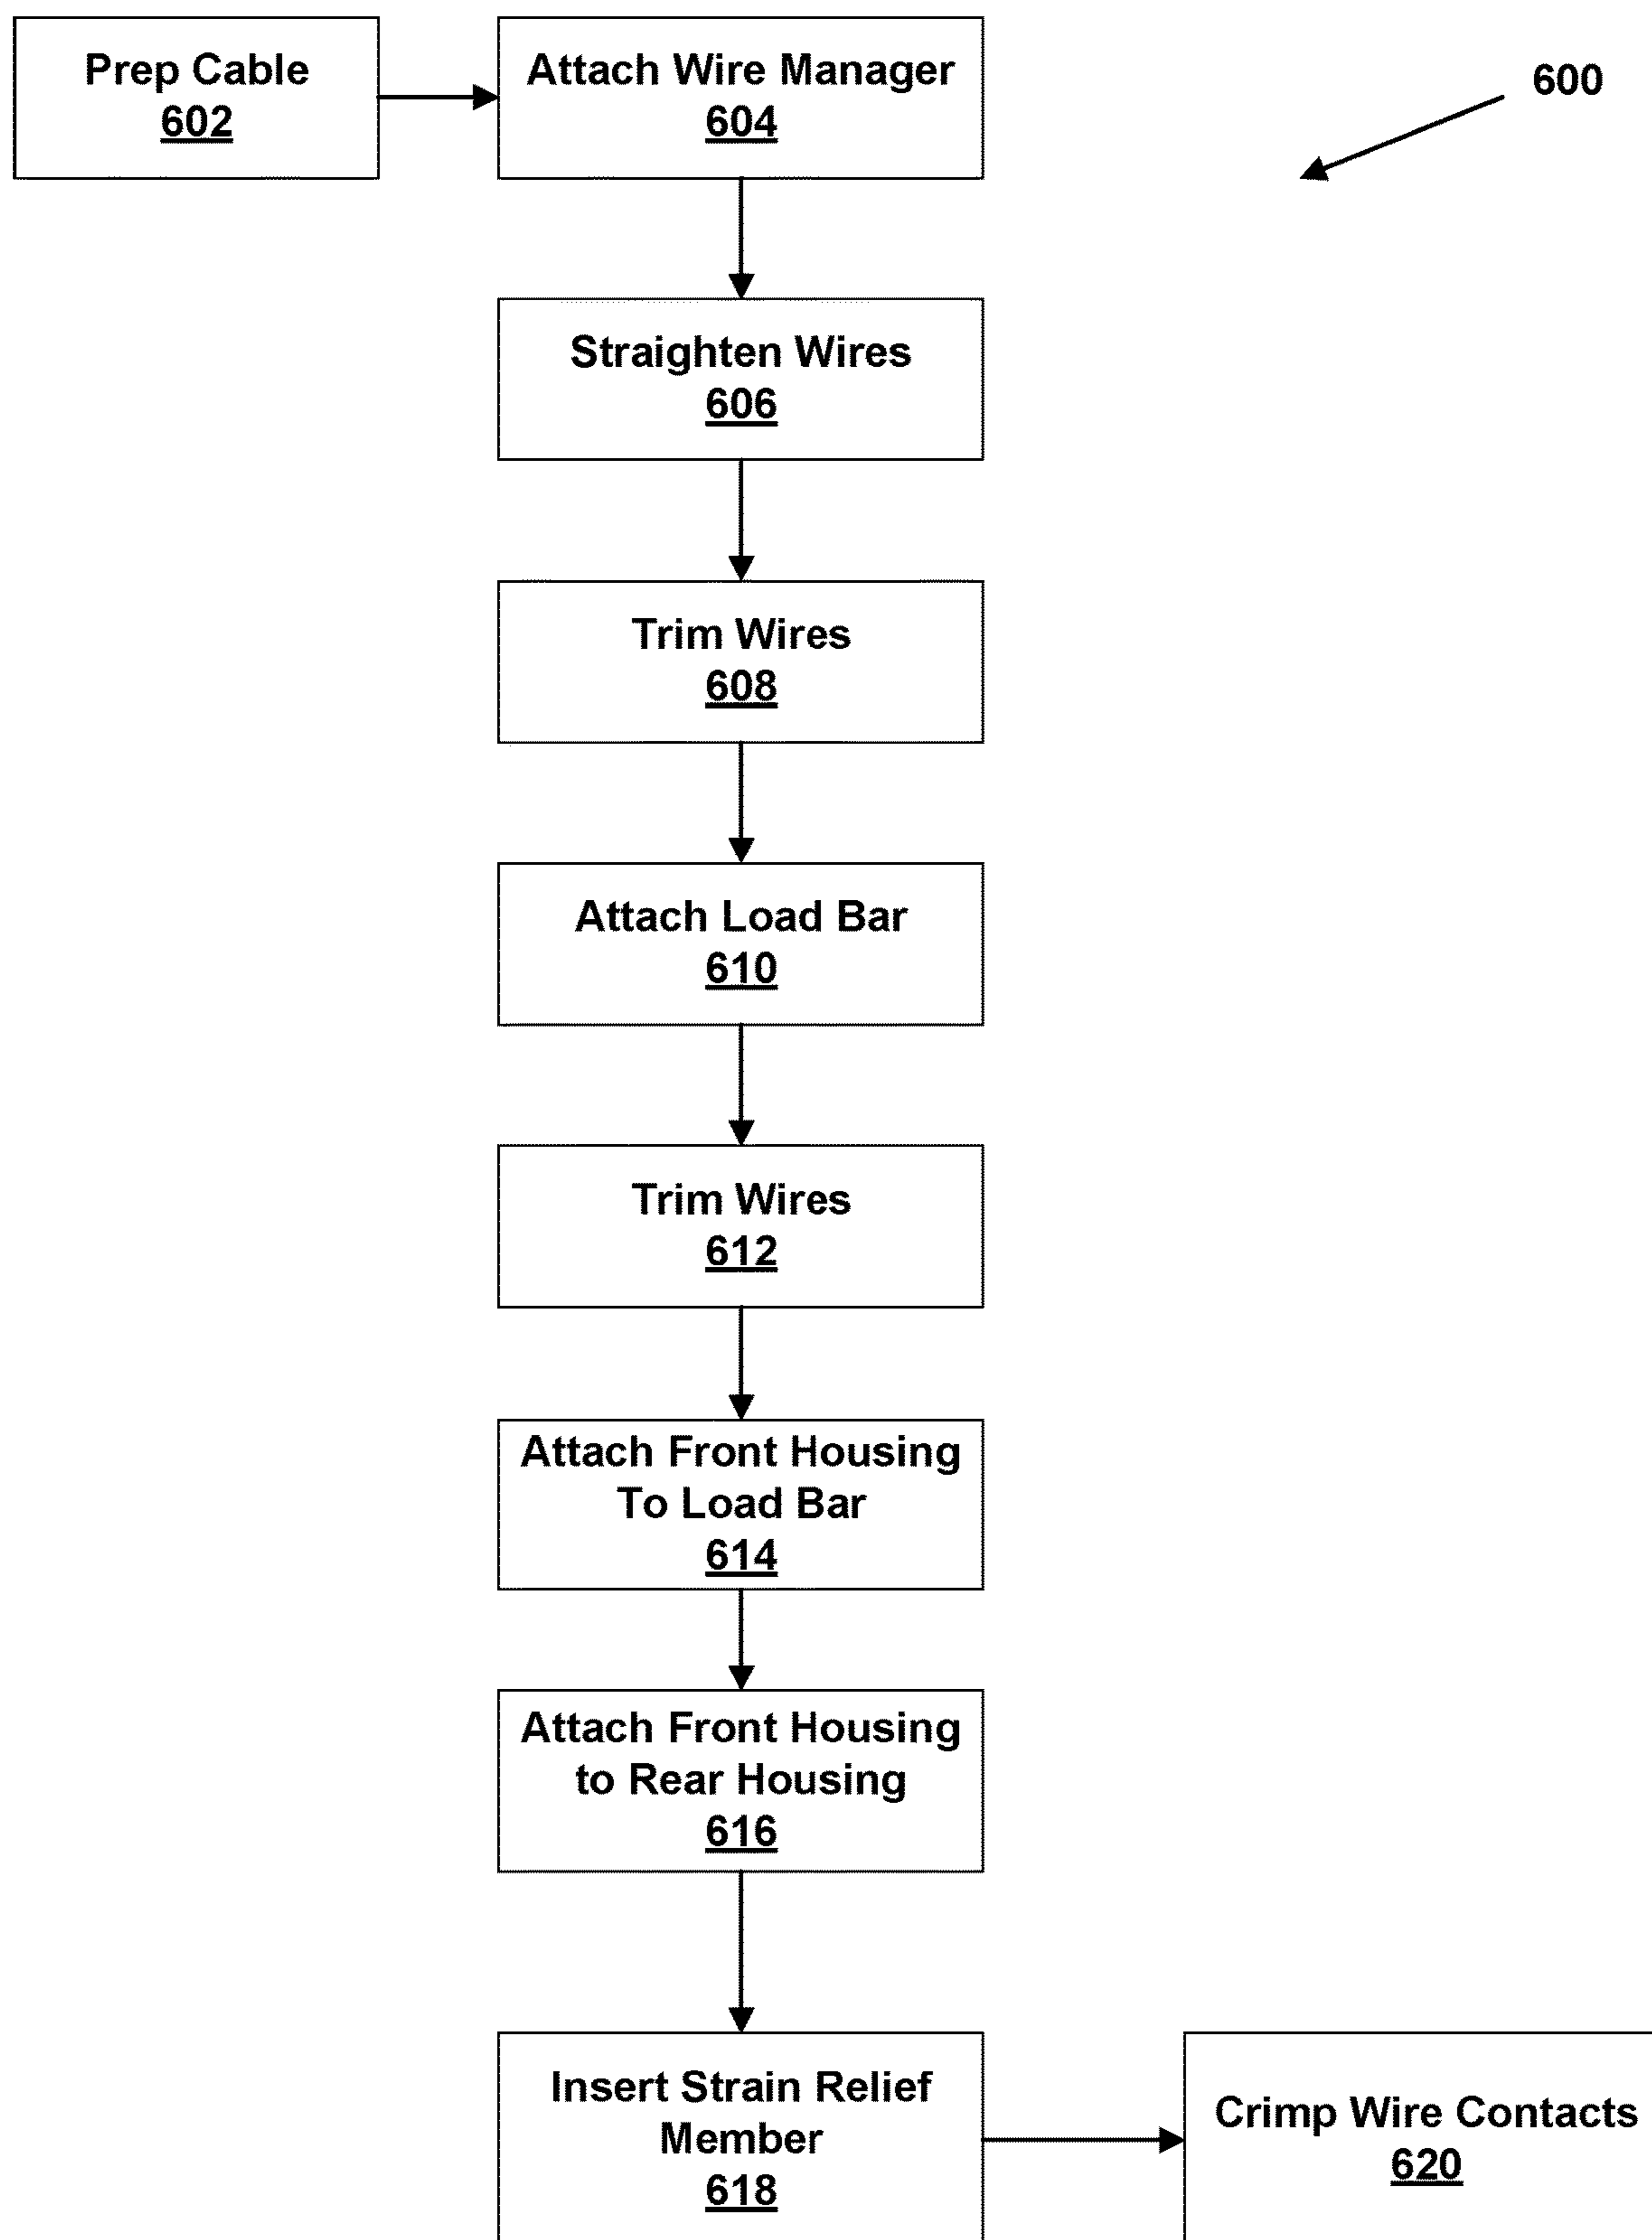 Prep Cable
602
Attach Wire Manager
604
600
Straighten Wires
606
Trim Wires
608
Attach Load Bar
610
Trim Wires
612
Attach Front Housing
To Load Bar
614
Attach Front Housing
to Rear Housing
616
Insert Strain Relief
Member
618
Crimp Wire Contacts
620